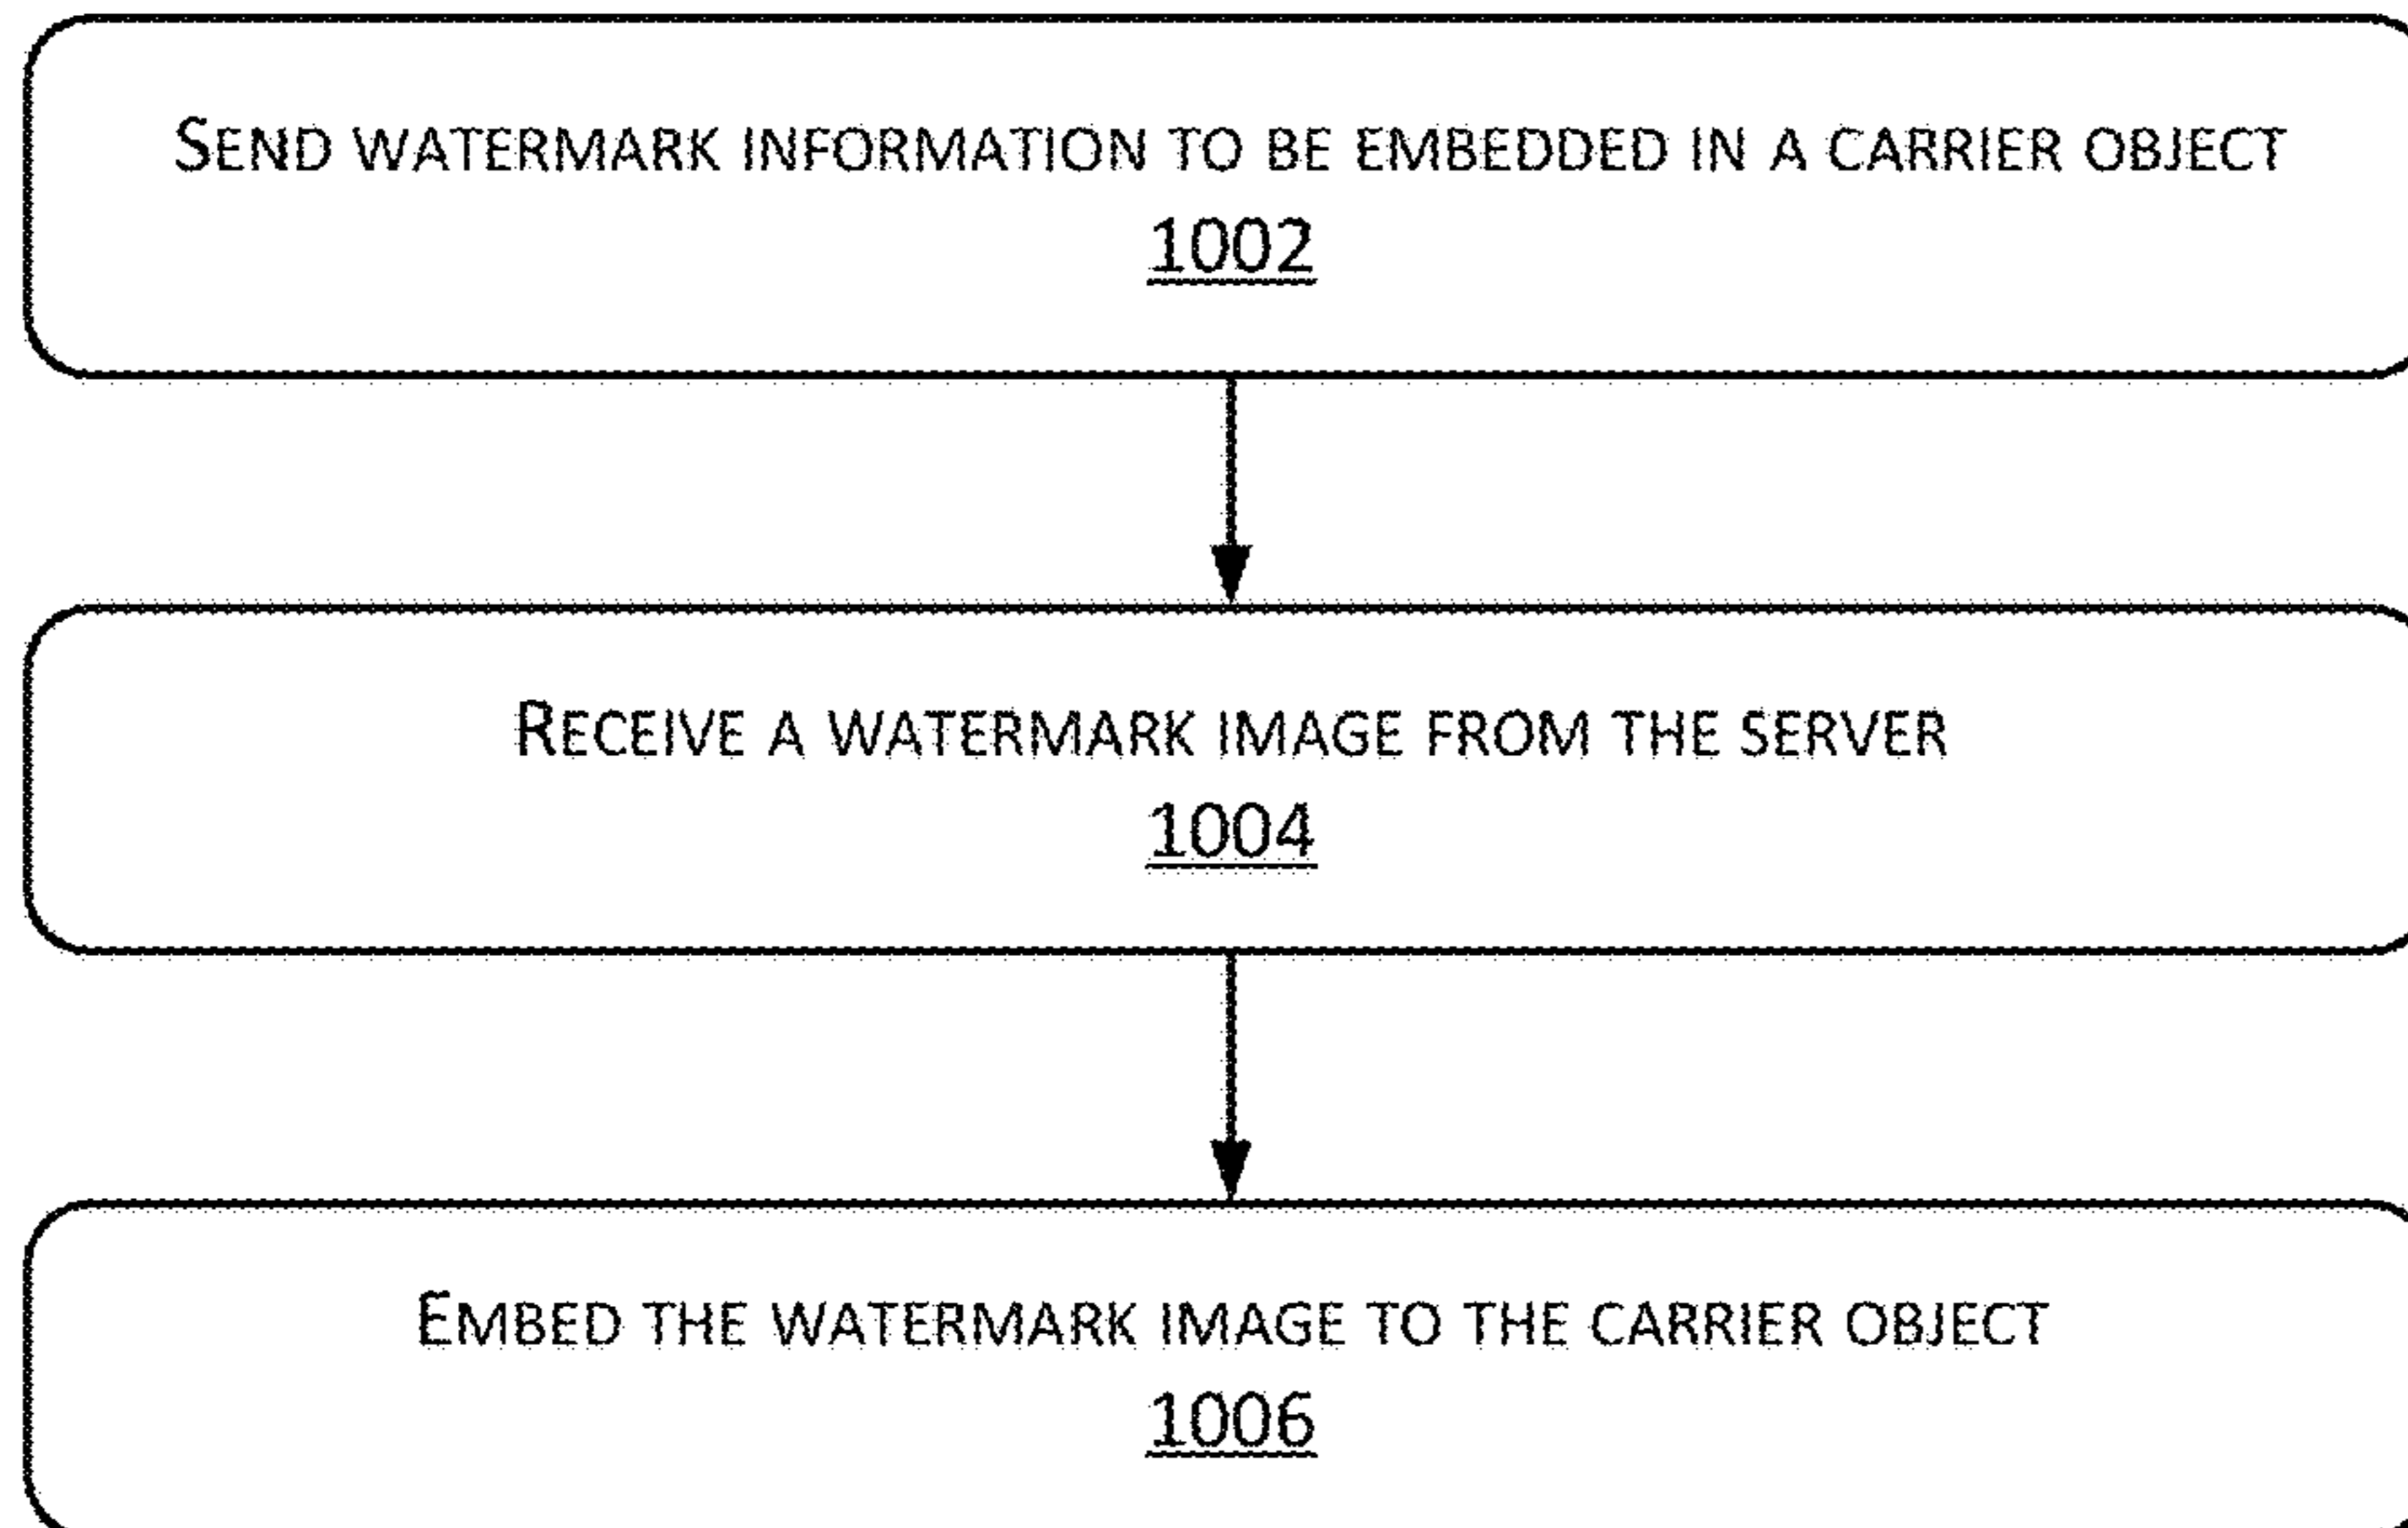 SEND WATERMARK INFORMATION TO BE EMBEDDED IN A CARRIER OBJECT
1002
RECEIVE A WATERMARK IMAGE FROM THE SERVER
1004
EMBED THE WATERMARK IMAGE TO THE CARRIER OBJECT
1006